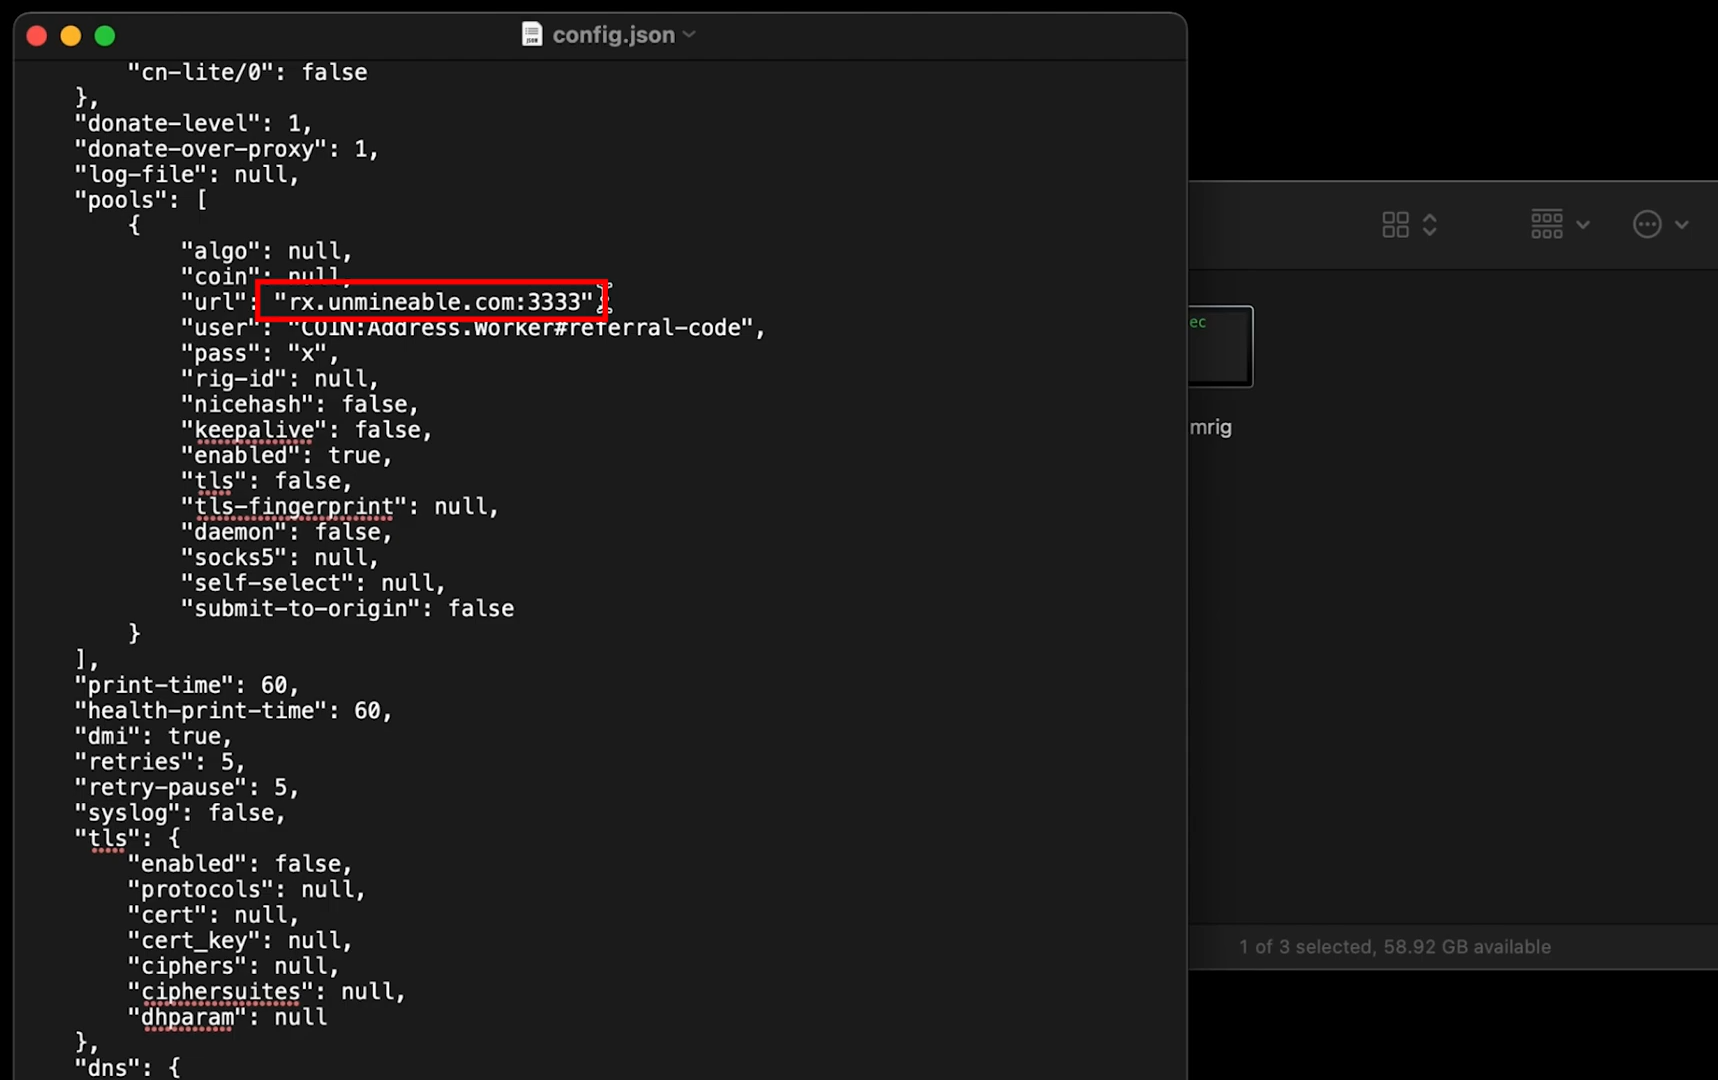 config.json
"cn-lite/0": false
},
"donate-level": 1,
"donate-over-proxy": 1,
"log-file": null,
"pools": [
{
"algo": null,
"coin": null,
"url": "rx.unmineable.com:3333",
"user": "COIN:Address.Worker#referral-code",
"pass": "x",
"rig-id": null,
"nicehash": false,
"keepalive": false,
"enabled": true,
"tls": false,
"tls-fingerprint": null,
"daemon": false,
"socks5": null,
"self-select": null,
"submit-to-origin": false
}
],
"print-time": 60,
"health-print-time": 60,
"dmi": true,
"retries": 5,
"retry-pause": 5,
"syslog": false,
"tls": {
"enabled": false,
"protocols": null,
"cert": null,
"cert_key": null,
"ciphers": null,
"ciphersuites": null,
"dhparam": null
},
"dns": {
ec
mrig
1 of 3 selected, 58.92 GB available